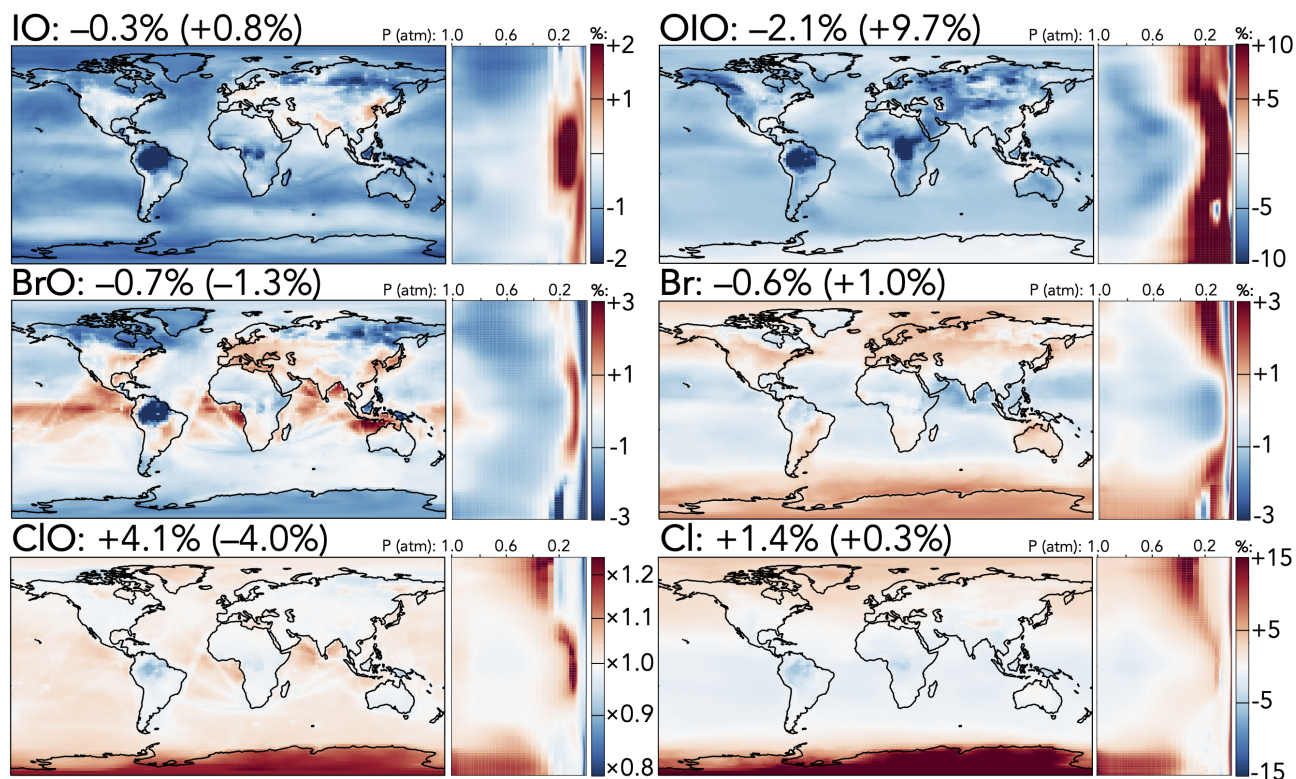 IO: –0.3% (+0.8%)
P (atm): 1.0 0.6 0.2 %:
+2
+1
-1
-2
OIO: –2.1% (+9.7%)
P (atm): 1.0 0.6 0.2 %:
+10
+5
-5
-10
BrO: –0.7% (–1.3%)
P (atm): 1.0 0.6 0.2 %:
+3
+1
-1
-3
Br: –0.6% (+1.0%)
P (atm): 1.0 0.6 0.2 %:
+3
+1
-1
-3
ClO: +4.1% (–4.0%)
P (atm): 1.0 0.6 0.2
×1.2
×1.1
×1.0
×0.9
×0.8
Cl: +1.4% (+0.3%)
P (atm): 1.0 0.6 0.2 %:
+15
+5
-5
-15